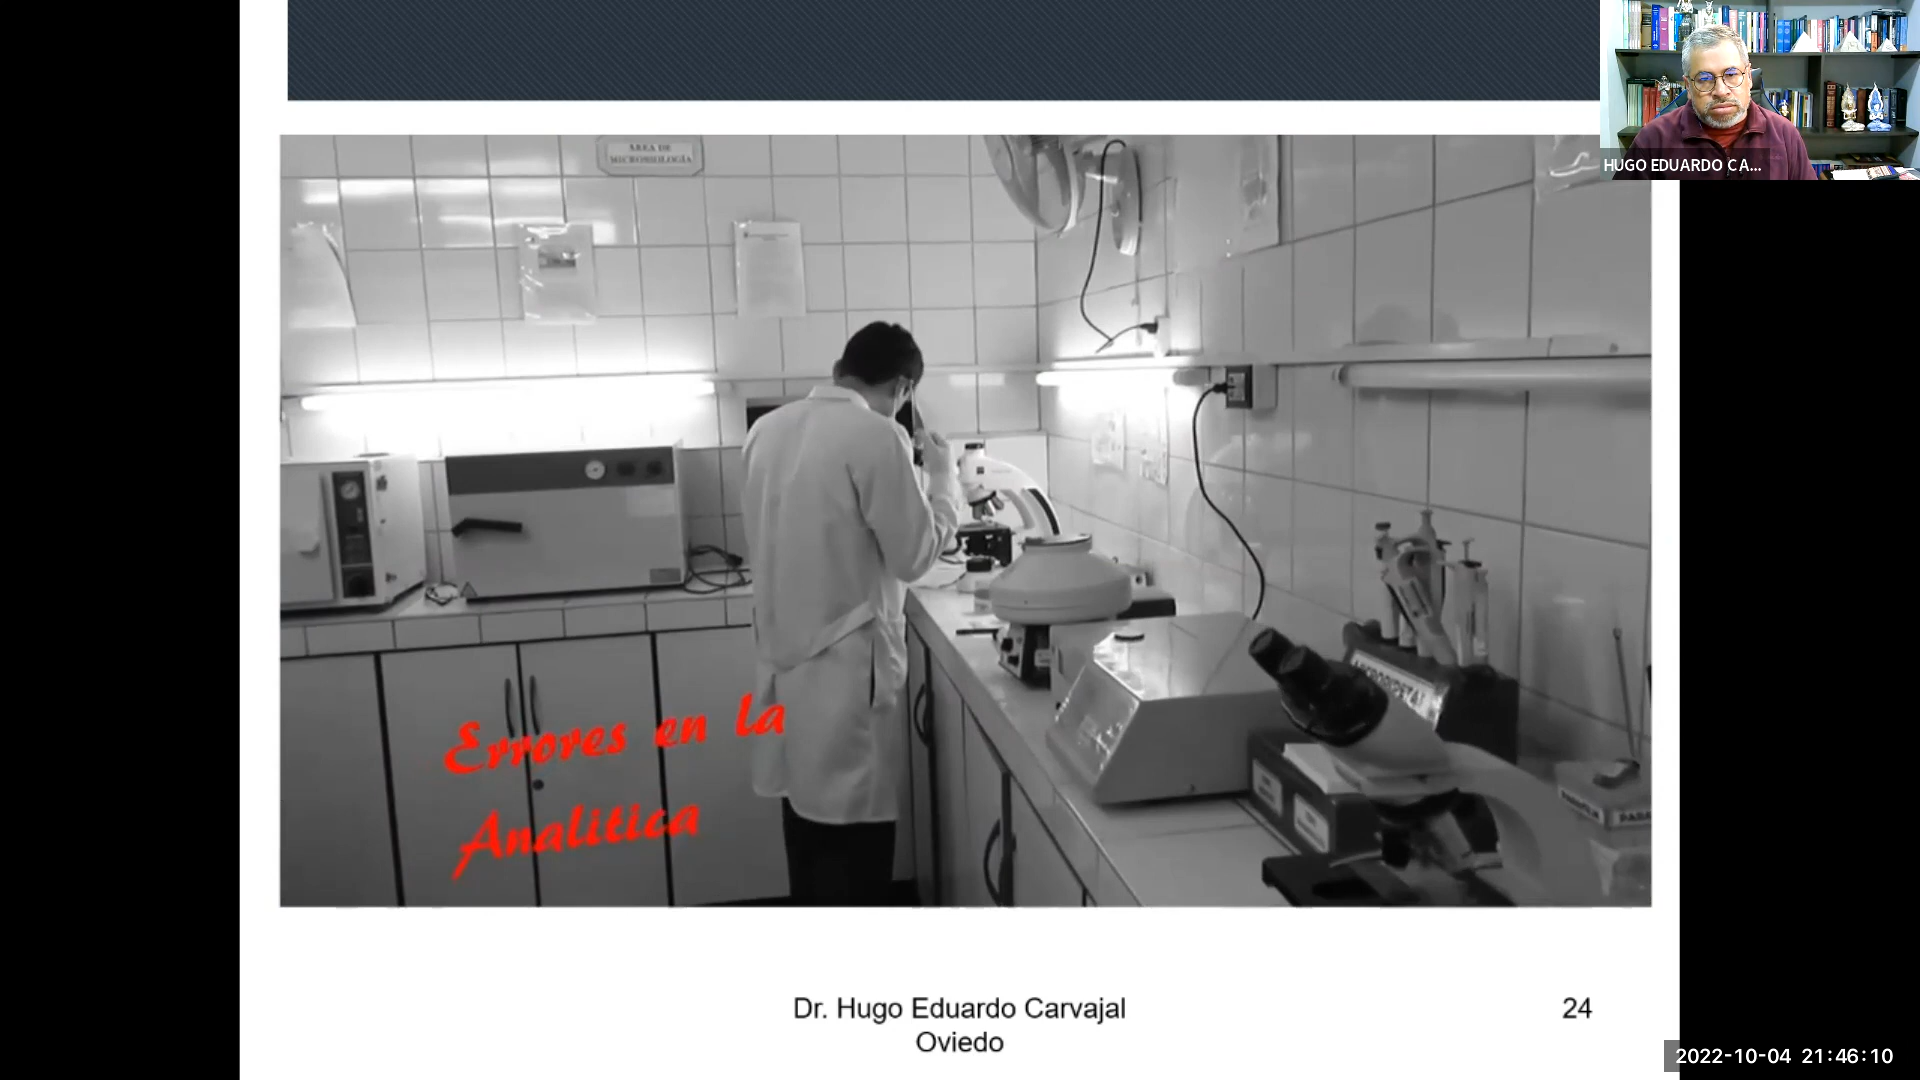 HUGO EDUARDO CA...
AREA DE
MICROBIOLOGÍA
Errores en la
Analitica
Dr. Hugo Eduardo Carvajal
Oviedo
24
2022-10-04 21:46:10